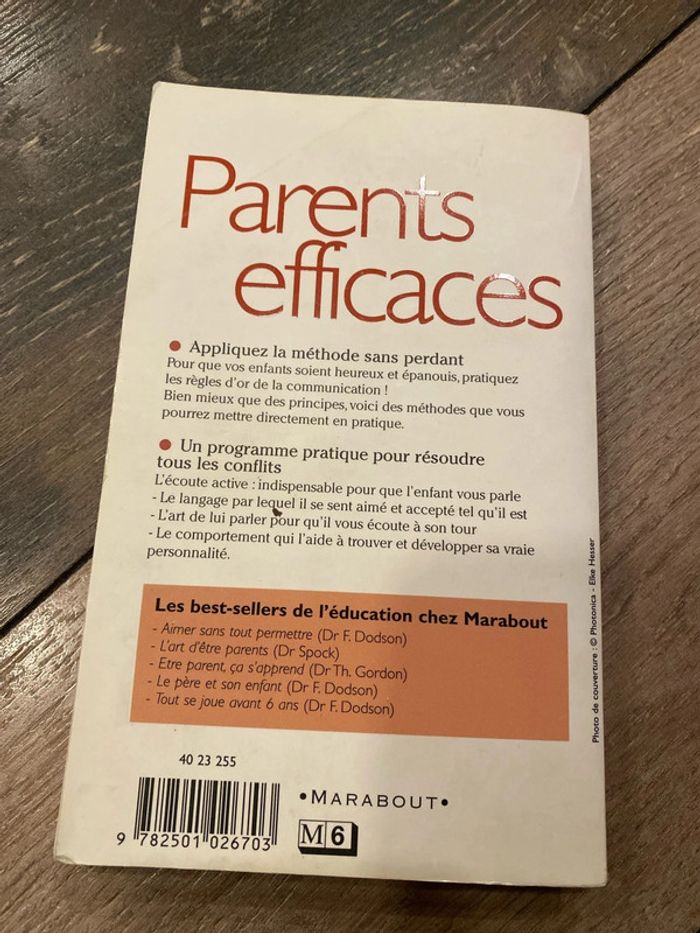 Parents
efficaces
● Appliquez la méthode sans perdant
Pour que vos enfants soient heureux et épanouis, pratiquez
les règles d'or de la communication !
Bien mieux que des principes, voici des méthodes que vous
pourrez mettre directement en pratique.
● Un programme pratique pour résoudre
tous les conflits
L'écoute active : indispensable pour que l'enfant vous parle
- Le langage par lequel il se sent aimé et accepté tel qu'il est
- L'art de lui parler pour qu'il vous écoute à son tour
- Le comportement qui l'aide à trouver et développer sa vraie
personnalité.
Les best-sellers de l'éducation chez Marabout
- Aimer sans tout permettre (Dr F. Dodson)
- L'art d'être parents (Dr Spock)
- Etre parent, ça s'apprend (Dr Th. Gordon)
- Le père et son enfant (Dr F. Dodson)
- Tout se joue avant 6 ans (Dr F. Dodson)
Photo de couverture : © Photonica - Elke Hesser
40 23 255
9 782501 026703
• MARABOUT •
M 6